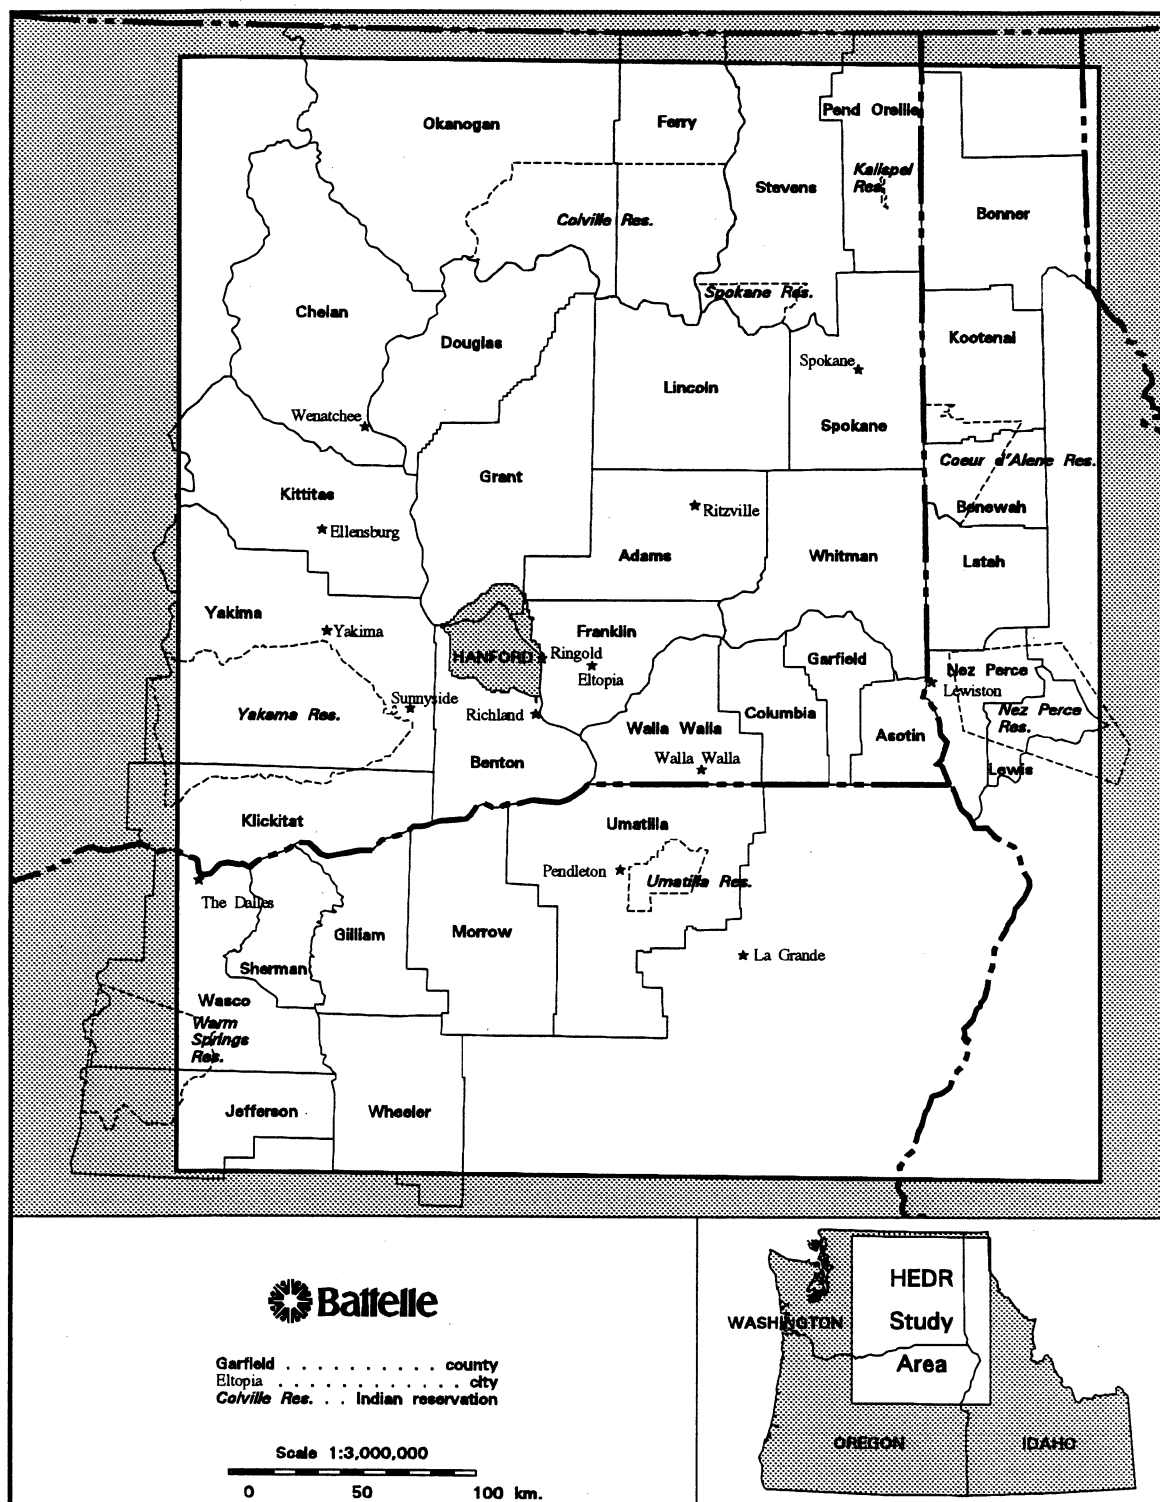 Okanogan
Ferry
Pend Oreille
Kalispel
Res.
Stevens
Bonner
Colville Res.
Spokane Res.
Chelan
Douglas
Kootenai
Spokane
Lincoln
Wenatchee
Spokane
Coeur d'Alene Res.
Grant
Kittitas
Benewah
Ritzville
Ellensburg
Adams
Whitman
Latah
Yakima
Yakima
Franklin
HANFORD
Ringold
Garfield
Eltopia
Nez Perce
Lewiston
Sunnyside
Yakama Res.
Richland
Columbia
Nez Perce
Res.
Walla Walla
Asotin
Benton
Walla Walla
Lewis
Klickitat
Umatilla
Pendleton
Umatilla Res.
The Dalles
Gilliam
Morrow
La Grande
Sherman
Wasco
Warm
Springs
Res.
Jefferson
Wheeler
Battelle
Garfield . . . . . . . . . . county
Eltopia . . . . . . . . . . . . city
Colville Res. . . . Indian reservation
Scale 1:3,000,000
0 50 100 km.
HEDR
Study
Area
WASHINGTON
OREGON
IDAHO